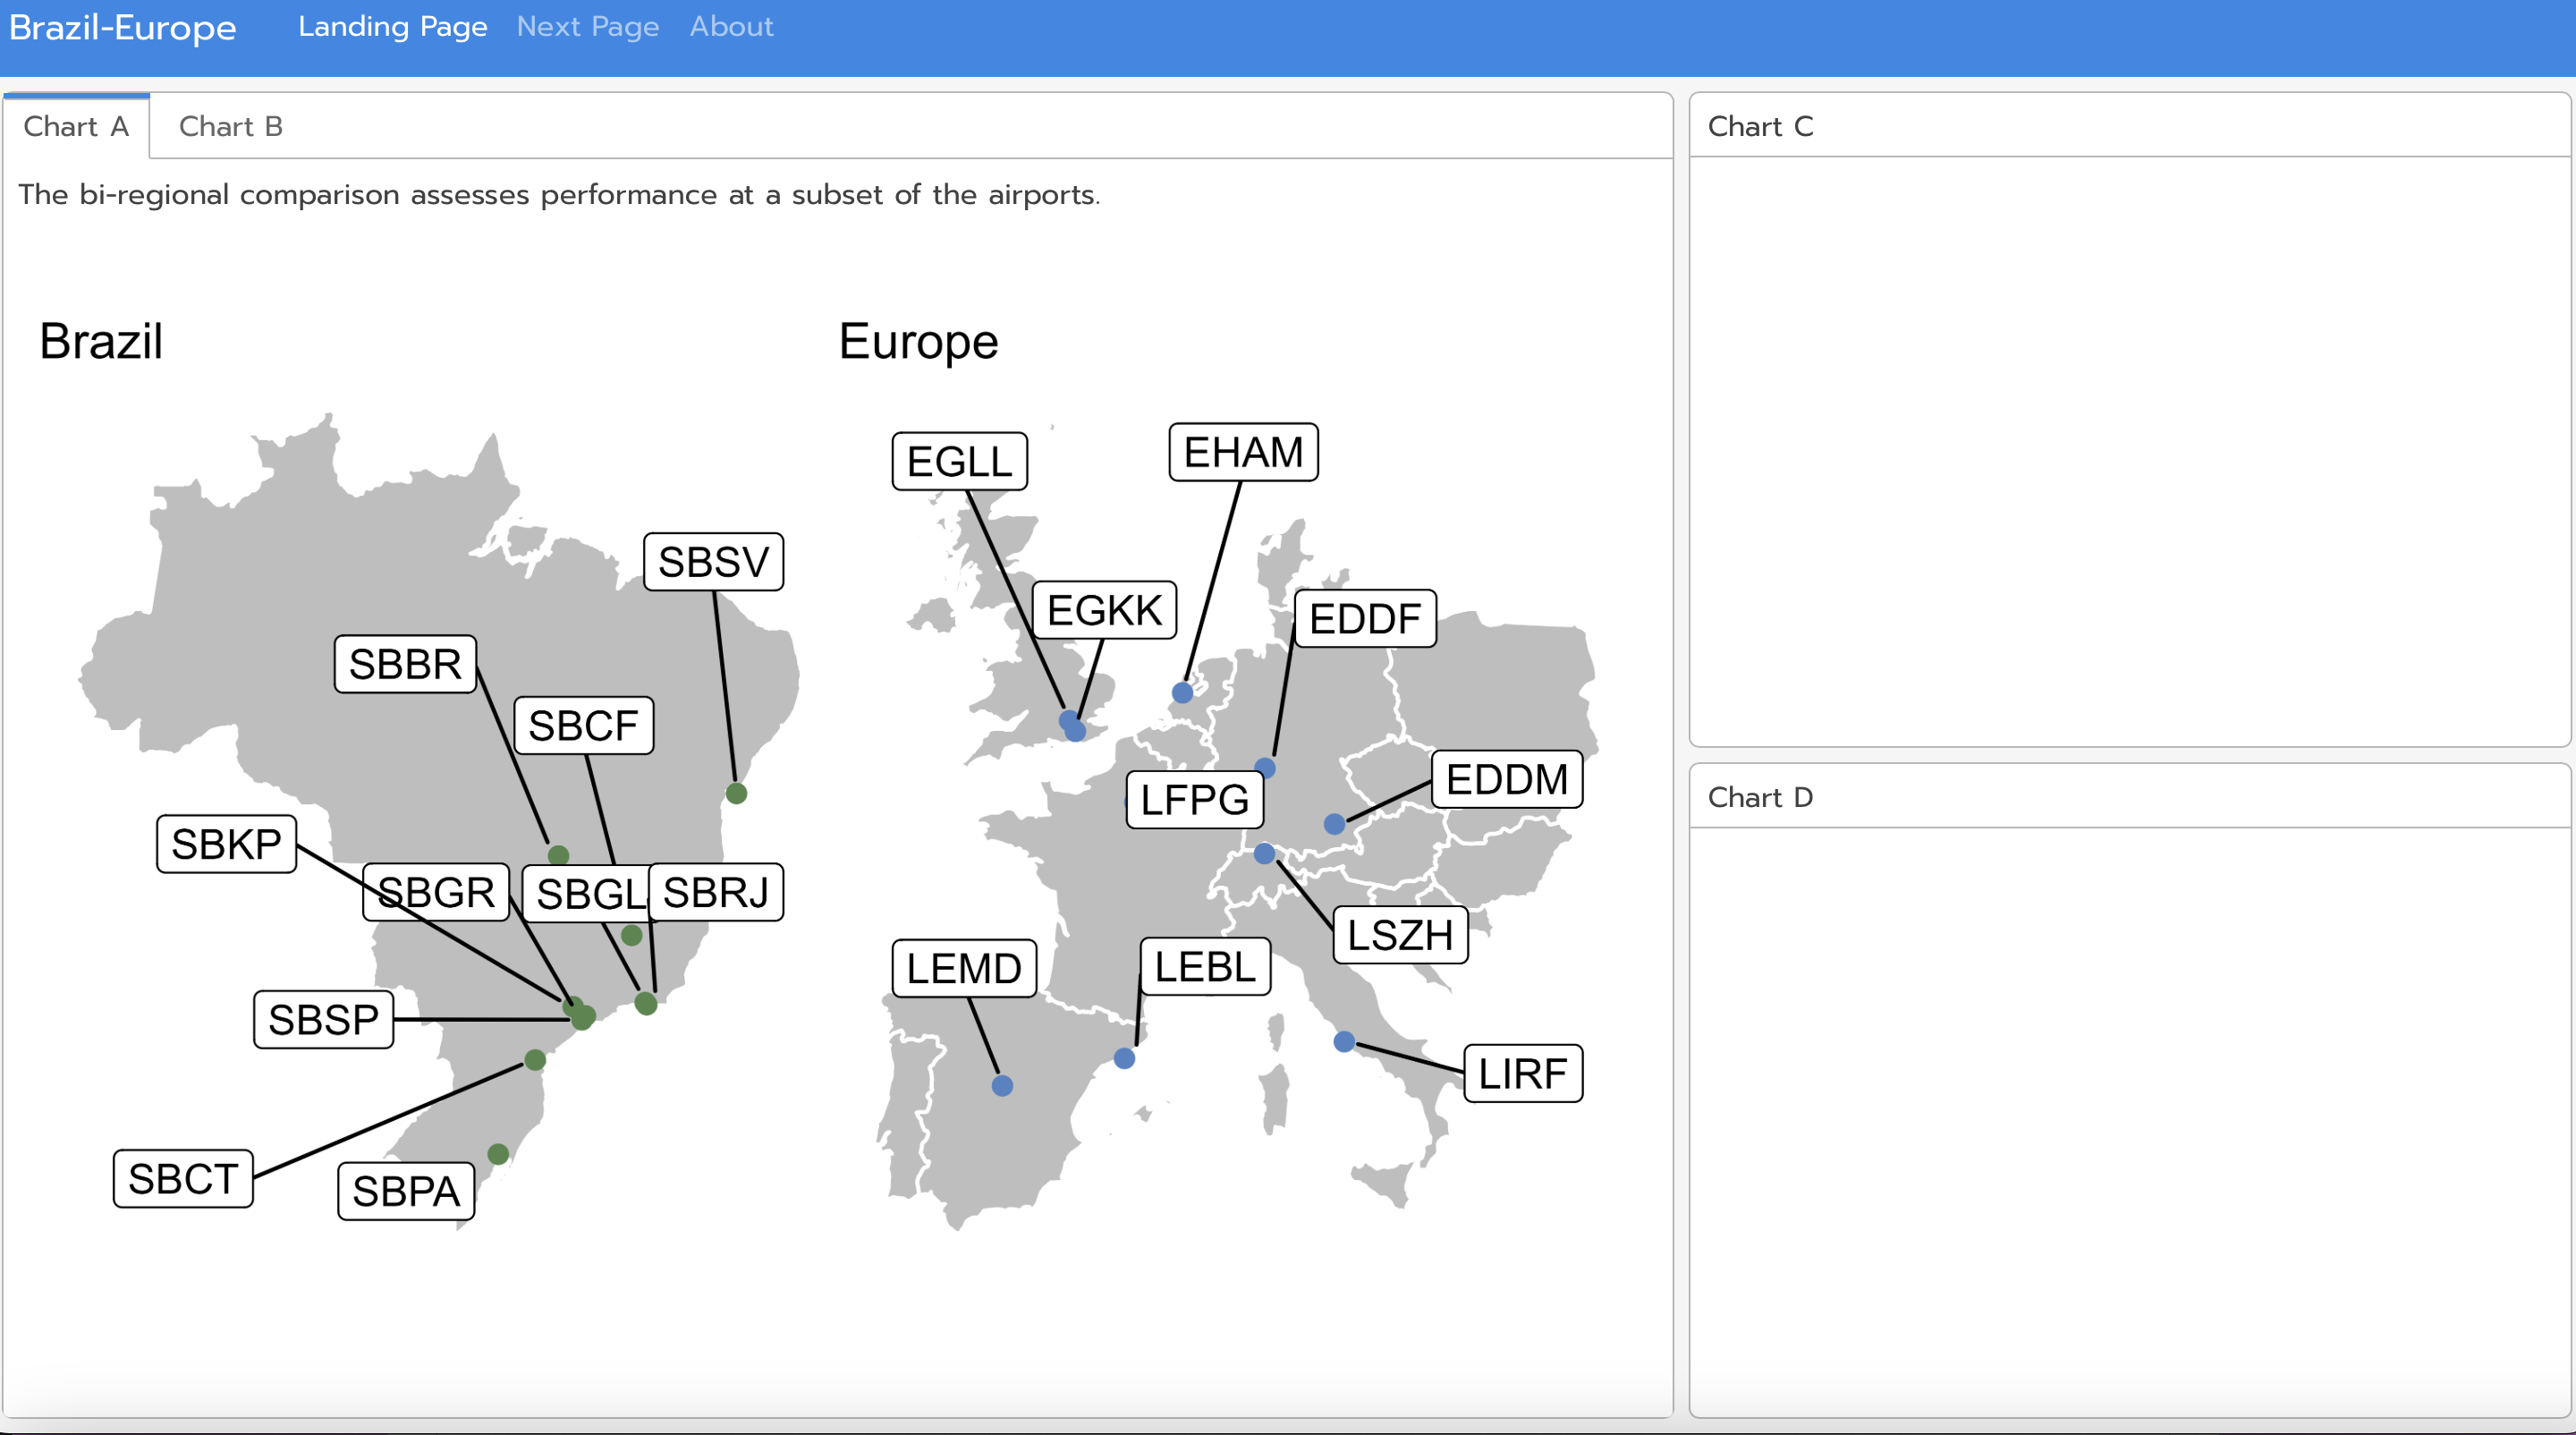 Brazil-Europe Landing Page Next Page About
Chart A Chart B
The bi-regional comparison assesses performance at a subset of the airports.
Brazil
SBSV
SBBR
SBCF
SBKP
SBGR SBGL SBRJ
SBSP
SBCT
SBPA
Europe
EGLL EHAM
EGKK EDDF
EDDM
LFPG
LSZH
LEMD LEBL
LIRF
Chart C
Chart D